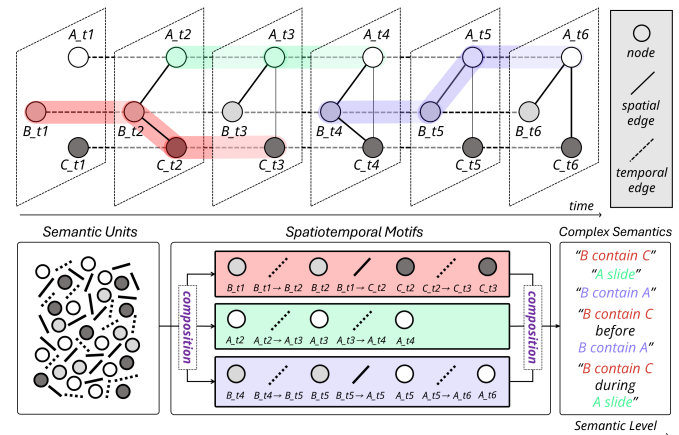 A_t1 A_t2 A_t3 A_t4 A_t5 A_t6
node
B_t1 B_t2 B_t3 B_t4 B_t5 B_t6
spatial
edge
C_t1 C_t2 C_t3 C_t4 C_t5 C_t6
temporal
edge
time
Semantic Units
Spatiotemporal Motifs
Complex Semantics
composition
B_t1 B_t1→ B_t2 B_t2 B_t1→ C_t2 C_t2 C_t2→ C_t3 C_t3
A_t2 A_t2→ A_t3 A_t3 A_t3→ A_t4 A_t4
B_t4 B_t4→ B_t5 B_t5 B_t5→ A_t5 A_t5 A_t5→ A_t6 A_t6
composition
“B contain C”
“A slide”
“B contain A”
“B contain C
before
B contain A”
“B contain C
during
A slide”
Semantic Level